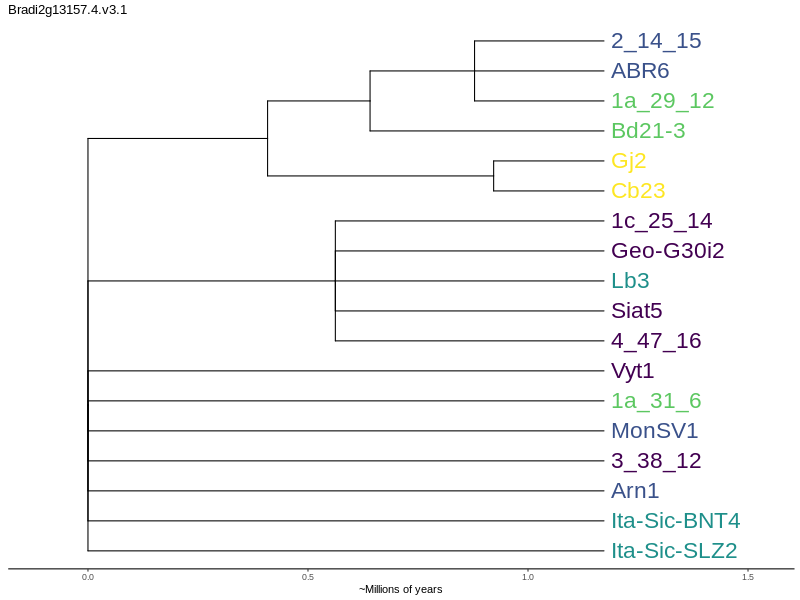 Bradi2g13157.4.v3.1
2_14_15
ABR6
1a_29_12
Bd21-3
Gj2
Cb23
1c_25_14
Geo-G30i2
Lb3
Siat5
4_47_16
Vyt1
1a_31_6
MonSV1
3_38_12
Arn1
Ita-Sic-BNT4
Ita-Sic-SLZ2
0.0 0.5 1.0 1.5
~Millions of years